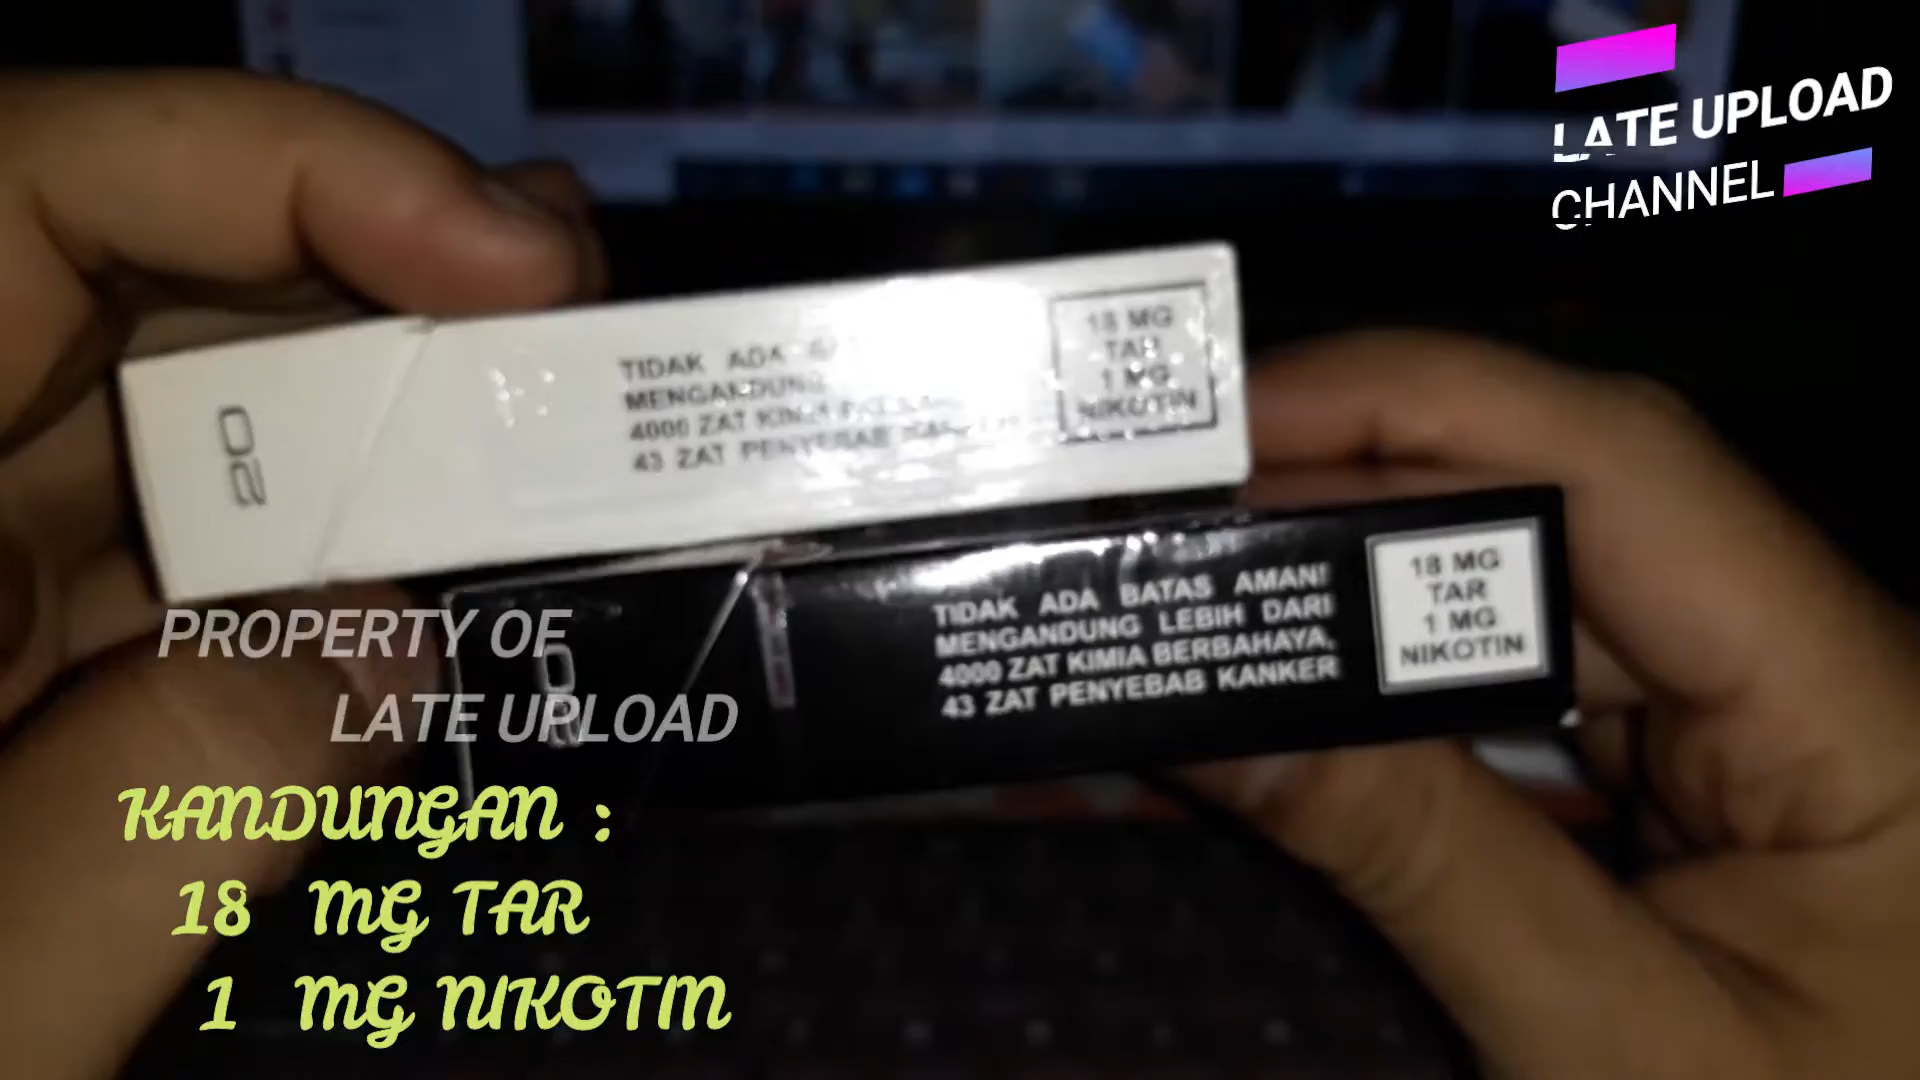 LATE UPLOAD
CHANNEL
20
TIDAK ADA
MENGANDUNG
4000 ZAT
43 ZAT PENYEBAB
18 MG
TAR
1 MG
NIKOTIN
20
TIDAK ADA BATAS AMAN!
MENGANDUNG LEBIH DARI
4000 ZAT KIMIA BERBAHAYA,
43 ZAT PENYEBAB KANKER
18 MG
TAR
1 MG
NIKOTIN
PROPERTY OF
LATE UPLOAD
KANDUNGAN :
18 MG TAR
1 MG NIKOTIN